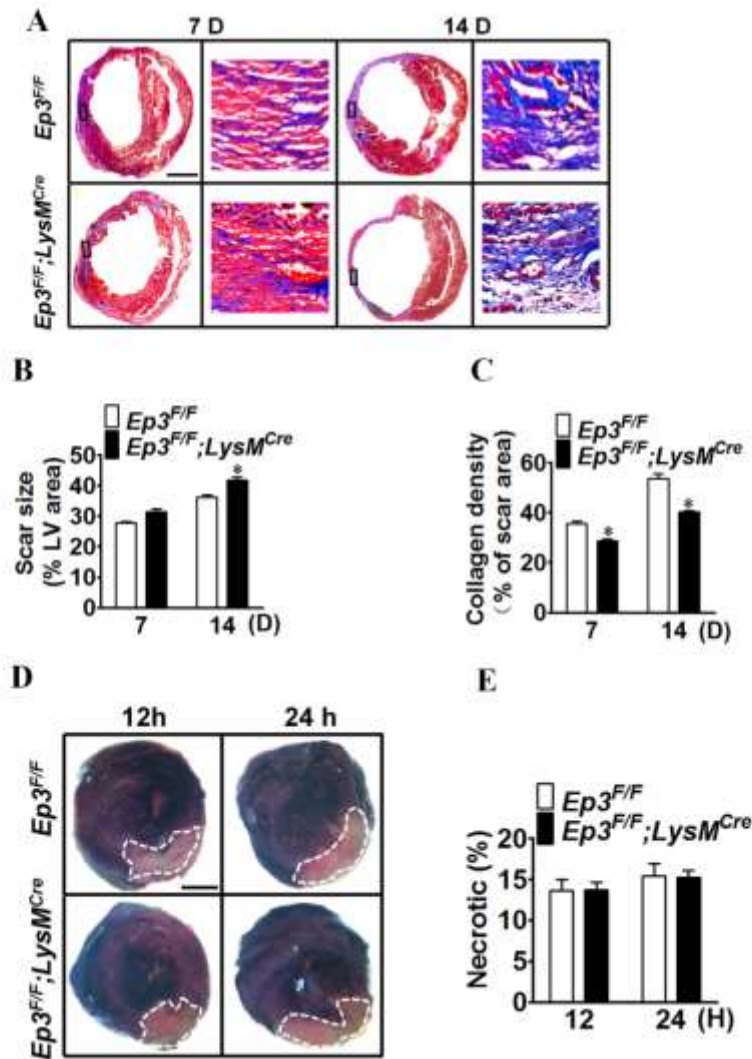 A
7 D
14 D
Ep3F/F
Ep3F/F;LysMCre
B
Ep3F/F
Ep3F/F;LysMCre
Scar size
(% LV area)
50
40
30
20
10
0
*
7
14
(D)
C
Ep3F/F
Ep3F/F;LysMCre
Collagen density
(% of scar area)
60
40
20
0
*
*
7
14
(D)
D
12h
24 h
Ep3F/F
Ep3F/F;LysMCre
E
Ep3F/F
Ep3F/F;LysMCre
Necrotic (%)
20
15
10
5
0
12
24
(H)